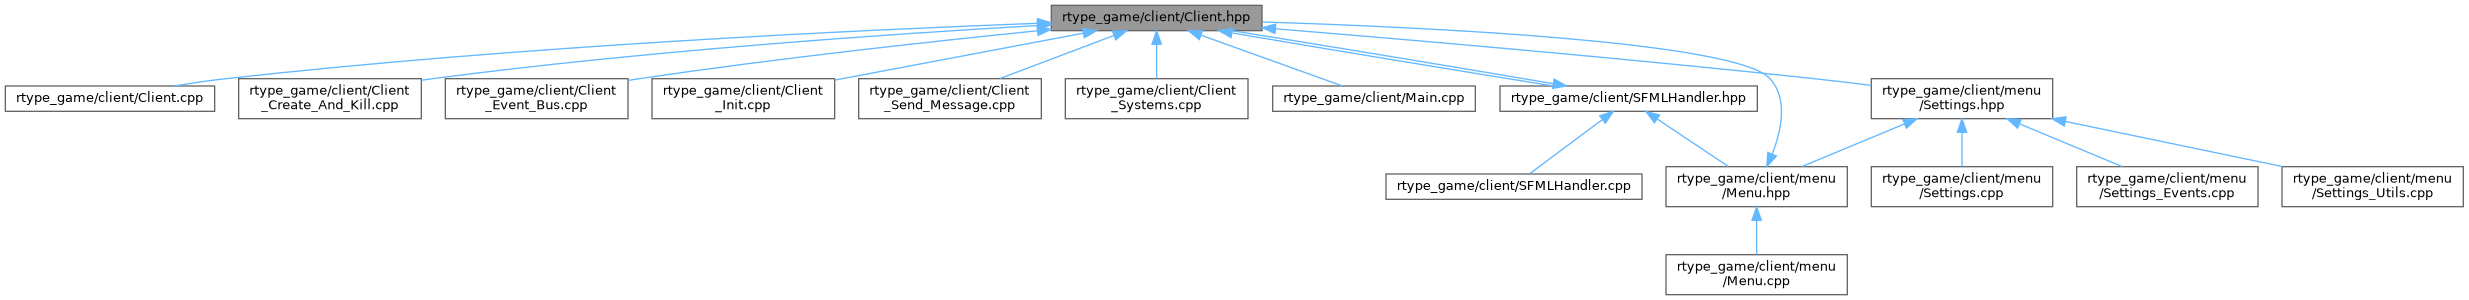 rtype_game/client/Client.hpp
rtype_game/client/Client.cpp
rtype_game/client/Client
_Create_And_Kill.cpp
rtype_game/client/Client
_Event_Bus.cpp
rtype_game/client/Client
_Init.cpp
rtype_game/client/Client
_Send_Message.cpp
rtype_game/client/Client
_Systems.cpp
rtype_game/client/Main.cpp
rtype_game/client/SFMLHandler.hpp
rtype_game/client/menu
/Settings.hpp
rtype_game/client/SFMLHandler.cpp
rtype_game/client/menu
/Menu.hpp
rtype_game/client/menu
/Settings.cpp
rtype_game/client/menu
/Settings_Events.cpp
rtype_game/client/menu
/Settings_Utils.cpp
rtype_game/client/menu
/Menu.cpp